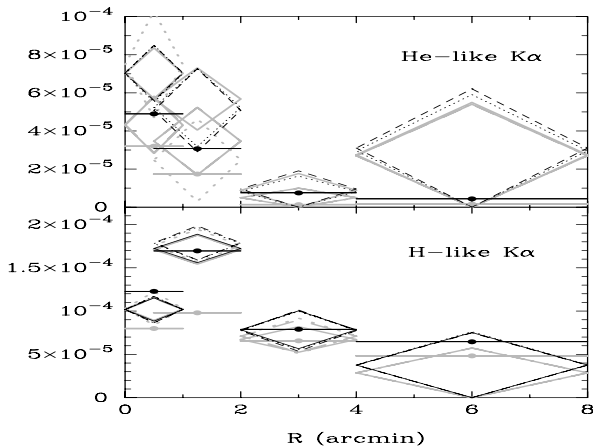 10⁻⁴
8×10⁻⁵
He−like Kα
6×10⁻⁵
4×10⁻⁵
2×10⁻⁵
0
2×10⁻⁴
H−like Kα
1.5×10⁻⁴
10⁻⁴
5×10⁻⁵
0
0 2 4 6 8
R (arcmin)